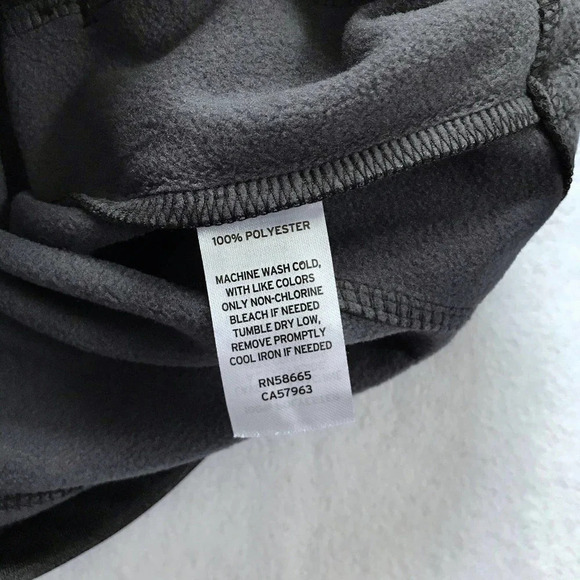 100% POLYESTER
MACHINE WASH COLD,
WITH LIKE COLORS
ONLY NON-CHLORINE
BLEACH IF NEEDED
TUMBLE DRY LOW,
REMOVE PROMPTLY
COOL IRON IF NEEDED
RN58665
CA57963